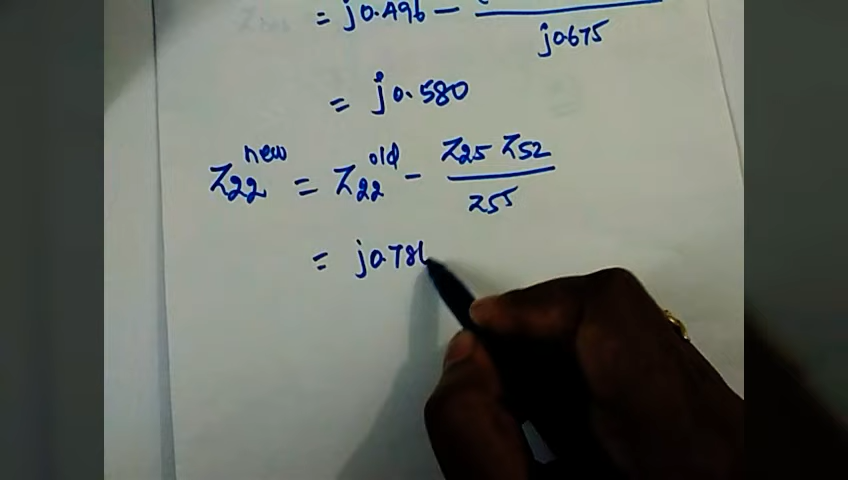 = j0.496 -
j0.675
= j0.580
Z22 new = Z22 old - Z25 Z52
Z55
= j0.78